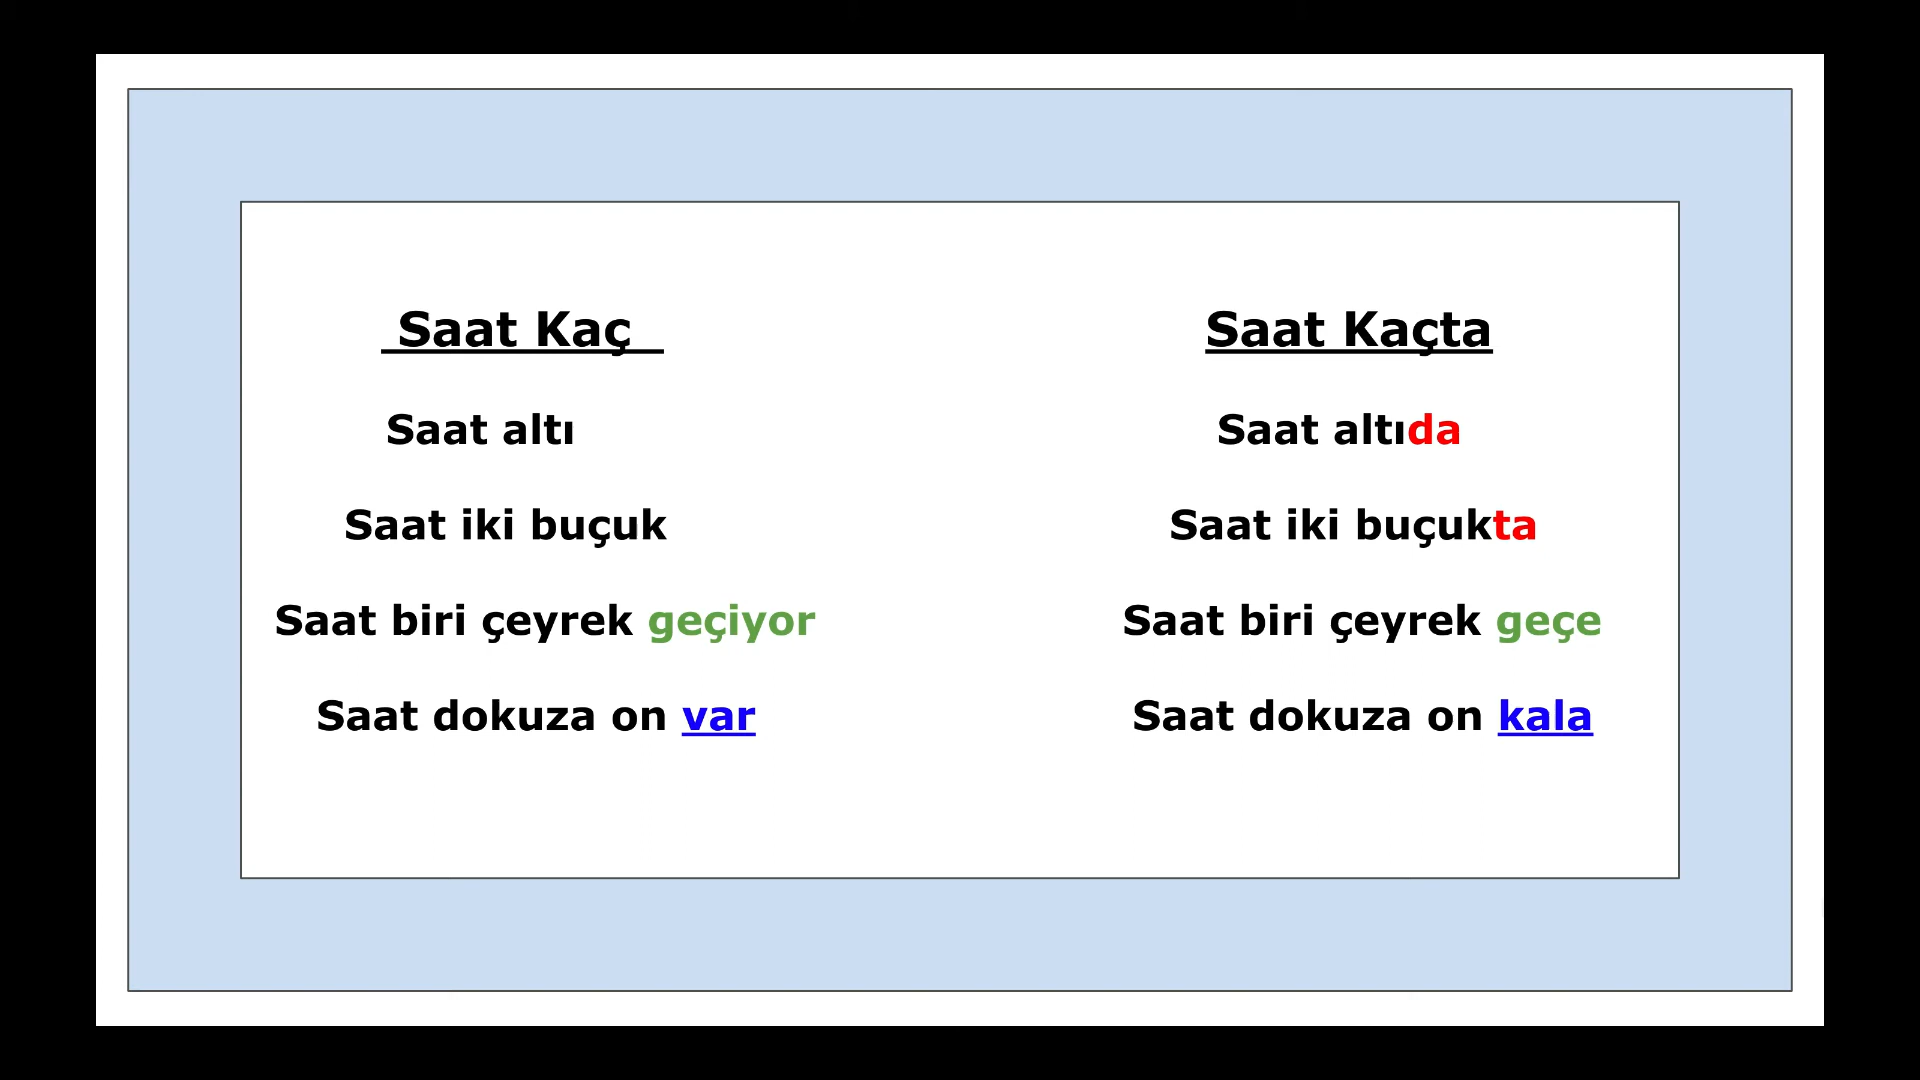 Saat Kaç
Saat altı
Saat iki buçuk
Saat biri çeyrek geçiyor
Saat dokuza on var
Saat Kaçta
Saat altıda
Saat iki buçukta
Saat biri çeyrek geçe
Saat dokuza on kala